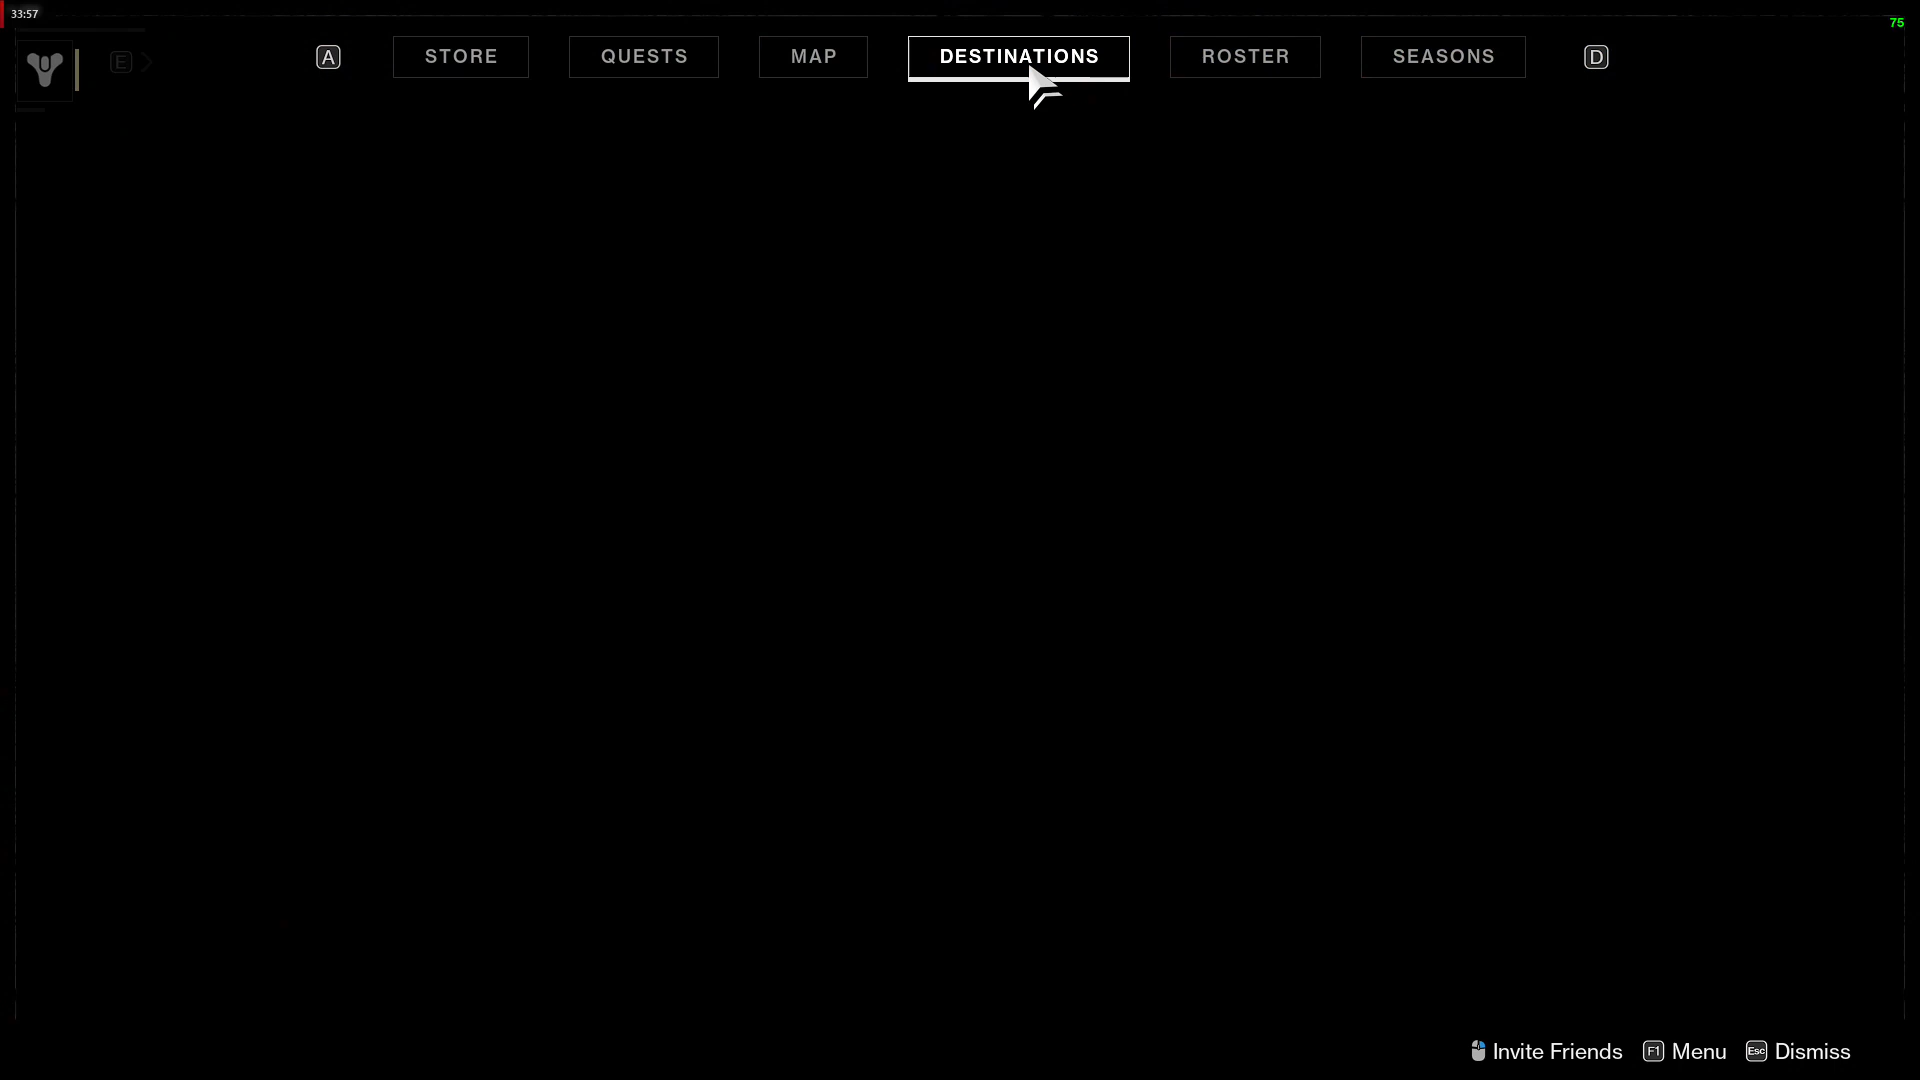 33:57
75
E
A
STORE
QUESTS
MAP
DESTINATIONS
ROSTER
SEASONS
D
Invite Friends
F1 Menu
Esc Dismiss